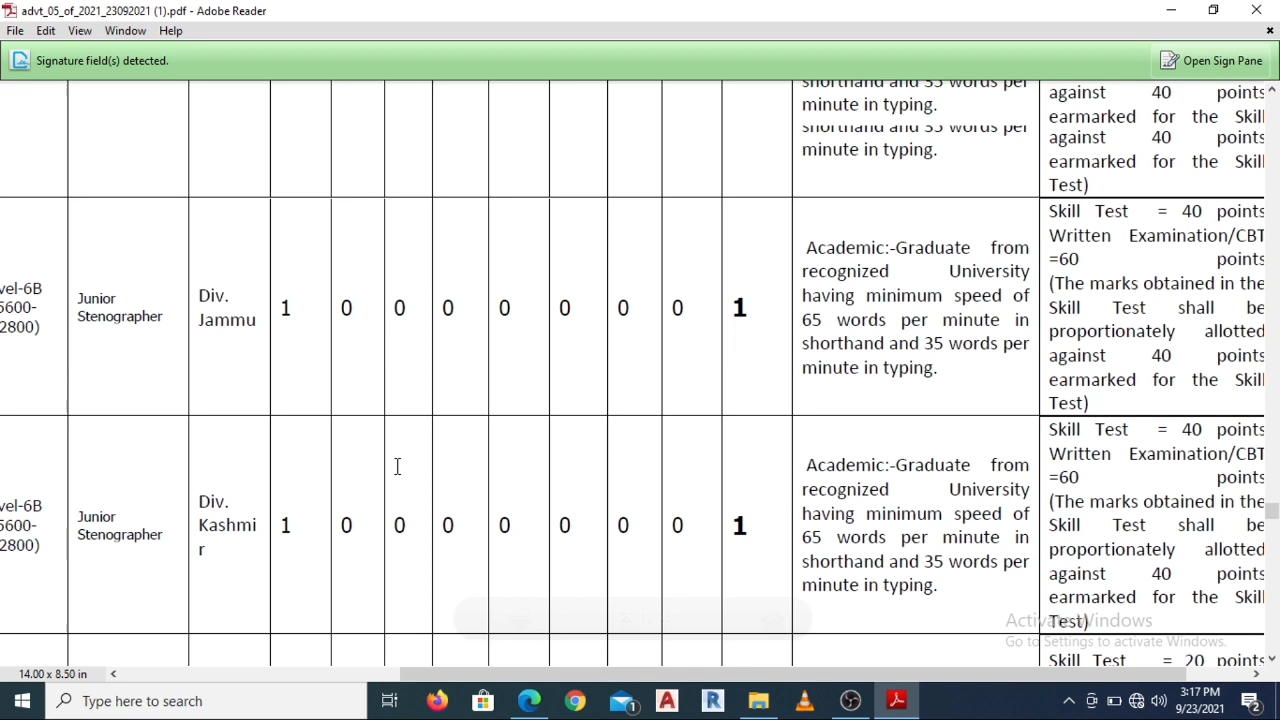 advt_05_of_2021_23092021 (1).pdf - Adobe Reader
File Edit View Window Help
Signature field(s) detected.
Open Sign Pane
shorthand and 35 words per
minute in typing.
shorthand and 35 words per
minute in typing.
against 40 points
earmarked for the Skill
against 40 points
earmarked for the Skill
Test)
vel-6B
5600-
2800)
Junior
Stenographer
Div.
Jammu
1 0 0 0 0 0 0 0 1
Academic:-Graduate from
recognized University
having minimum speed of
65 words per minute in
shorthand and 35 words per
minute in typing.
Skill Test = 40 points
Written Examination/CBT
=60 points
(The marks obtained in the
Skill Test shall be
proportionately allotted
against 40 points
earmarked for the Skill
Test)
vel-6B
5600-
2800)
Junior
Stenographer
Div.
Kashmi
r
1 0 0 0 0 0 0 0 1
Academic:-Graduate from
recognized University
having minimum speed of
65 words per minute in
shorthand and 35 words per
minute in typing.
Skill Test = 40 points
Written Examination/CBT
=60 points
(The marks obtained in the
Skill Test shall be
proportionately allotted
against 40 points
earmarked for the Skill
Test)
Skill Test = 20 points
Activate Windows
Go to Settings to activate Windows.
14.00 x 8.50 in
Type here to search
1
3:17 PM
9/23/2021
2